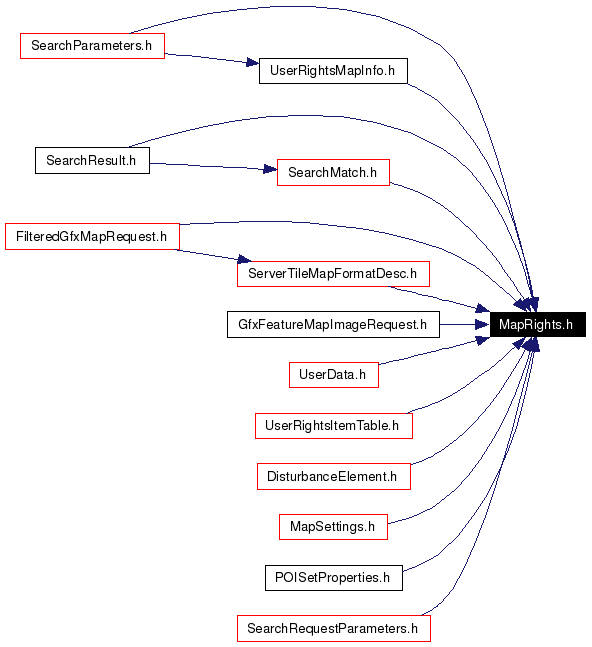 SearchParameters.h
UserRightsMapInfo.h
SearchResult.h
SearchMatch.h
FilteredGfxMapRequest.h
ServerTileMapFormatDesc.h
GfxFeatureMapImageRequest.h
MapRights.h
UserData.h
UserRightsItemTable.h
DisturbanceElement.h
MapSettings.h
POISetProperties.h
SearchRequestParameters.h